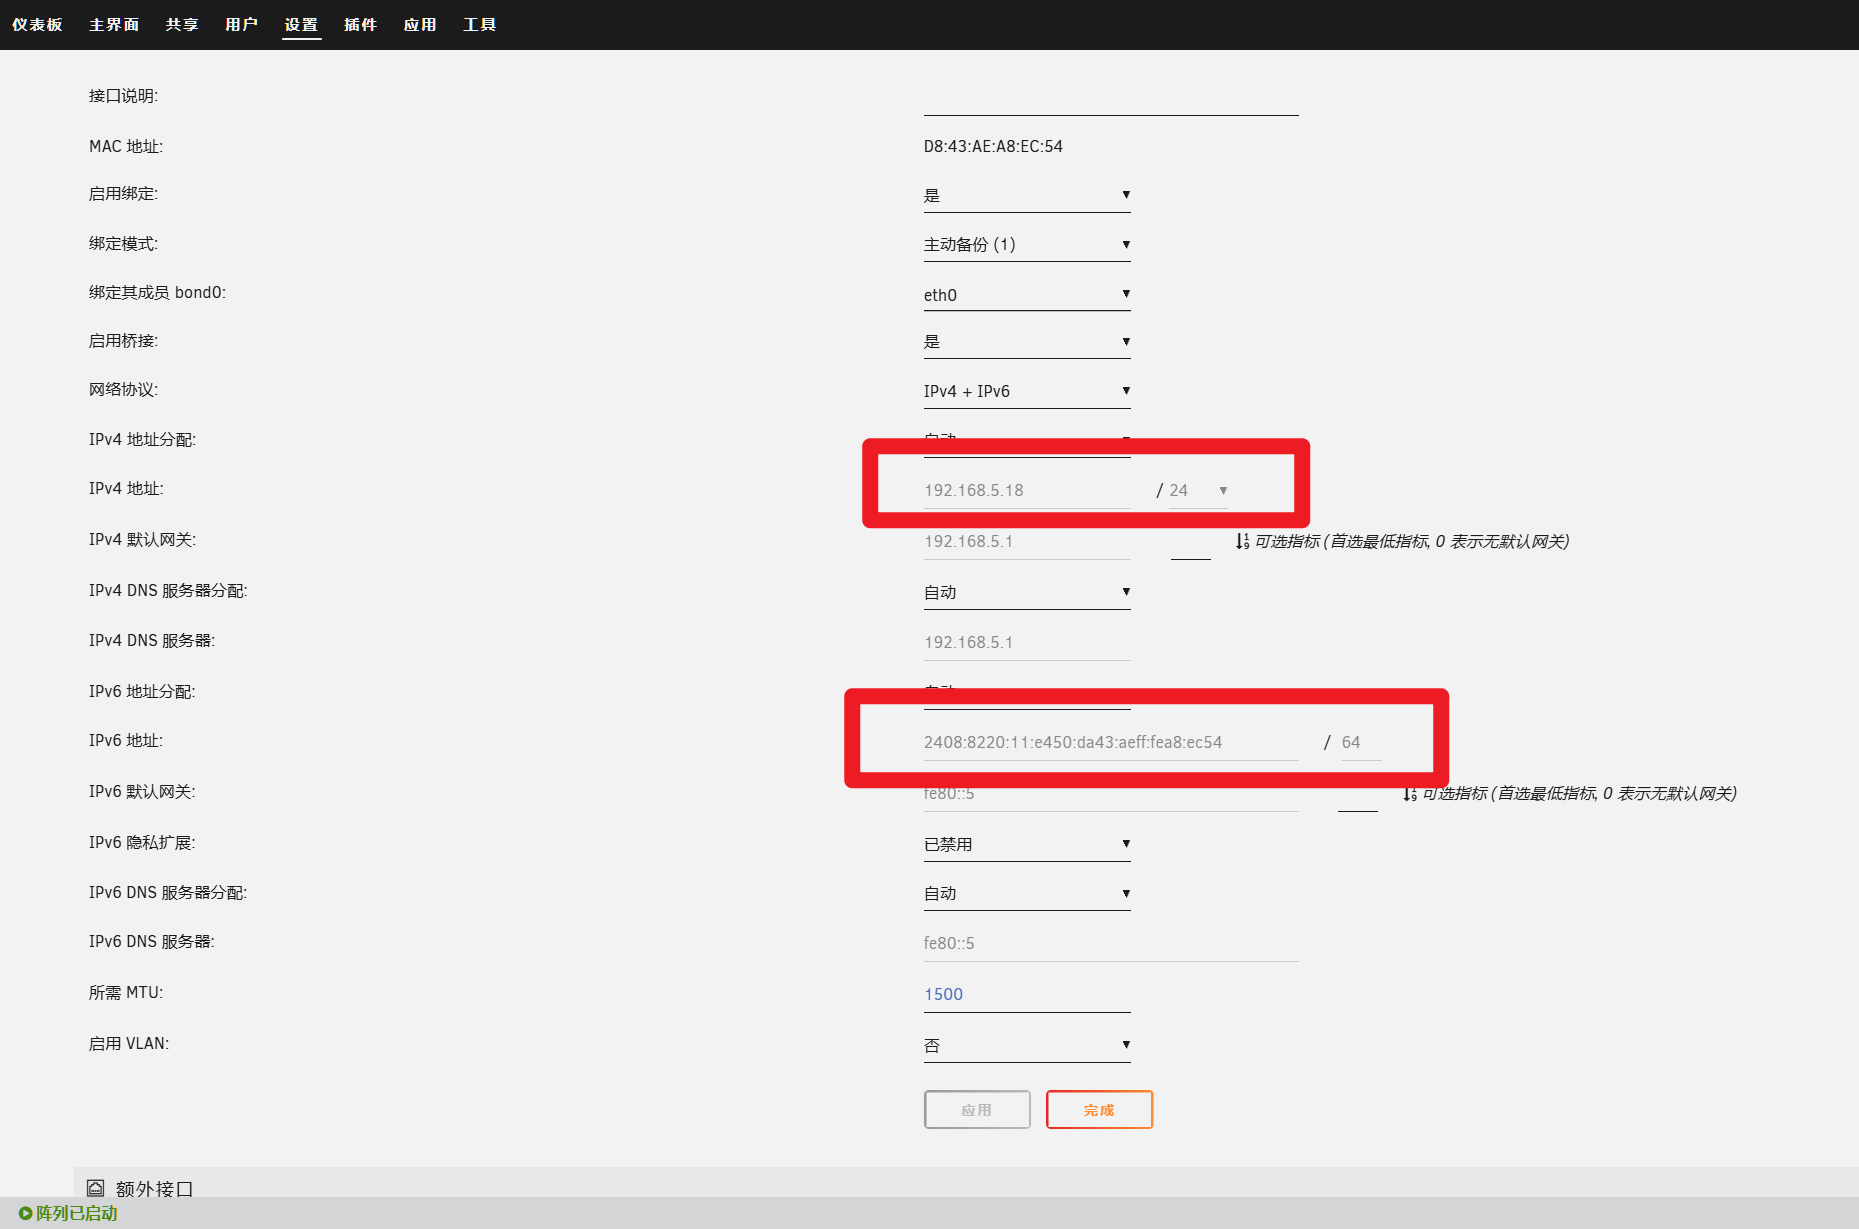 仪表板 主界面 共享 用户 设置 插件 应用 工具
接口说明:
MAC 地址: D8:43:AE:A8:EC:54
启用绑定: 是
绑定模式: 主动备份 (1)
绑定其成员 bond0: eth0
启用桥接: 是
网络协议: IPv4 + IPv6
IPv4 地址分配: 自动
IPv4 地址: 192.168.5.18 / 24
IPv4 默认网关: 192.168.5.1 可选指标 (首选最低指标, 0 表示无默认网关)
IPv4 DNS 服务器分配: 自动
IPv4 DNS 服务器: 192.168.5.1
IPv6 地址分配: 自动
IPv6 地址: 2408:8220:11:e450:da43:aeff:fea8:ec54 / 64
IPv6 默认网关: fe80::5 可选指标 (首选最低指标, 0 表示无默认网关)
IPv6 隐私扩展: 已禁用
IPv6 DNS 服务器分配: 自动
IPv6 DNS 服务器: fe80::5
所需 MTU: 1500
启用 VLAN: 否
应用 完成
额外接口
阵列已启动